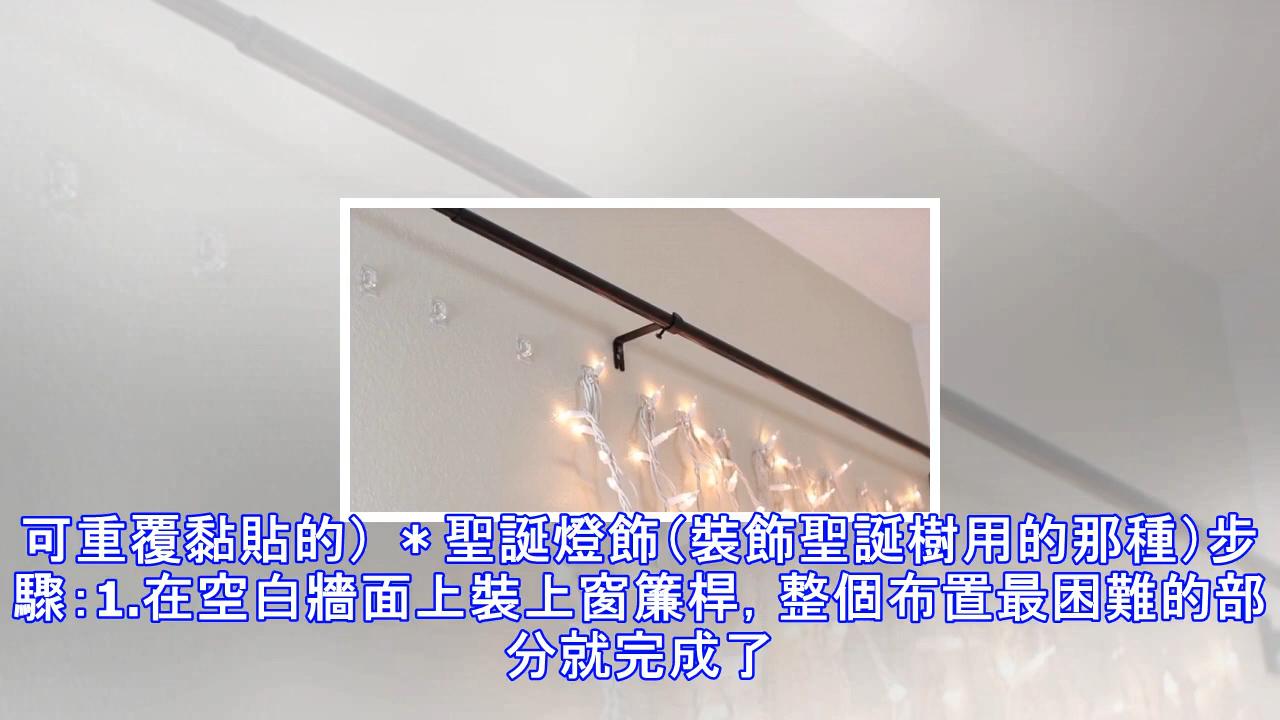 可重覆黏貼的) *聖誕燈飾(裝飾聖誕樹用的那種)步
驟:1.在空白牆面上裝上窗簾桿, 整個布置最困難的部
分就完成了